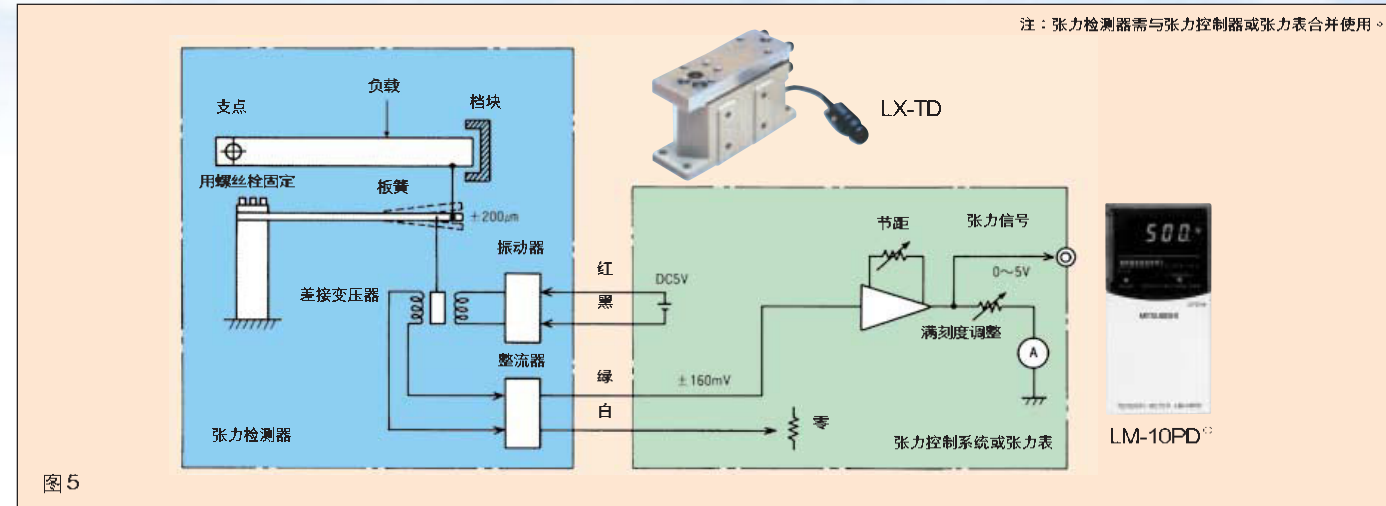 注：张力检测器需与张力控制器或张力表合并使用。
负载
支点
档块
LX-TD
用螺丝栓固定
板簧
±200μm
节距
张力信号
500.
振动器
红
DC5V
0～5V
差接变压器
黑
MITSUBISHI
满刻度调整
整流器
A
绿
±160mV
白
零
张力检测器
张力控制系统或张力表
LM-10PD
图5